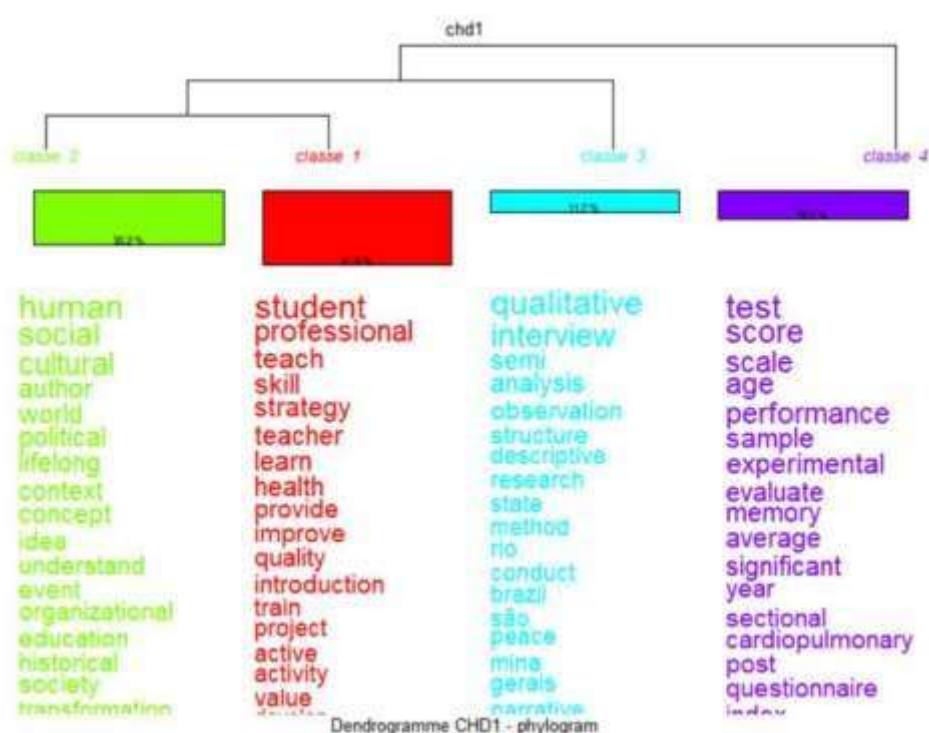 chd1
classe 2
classe 1
classe 3
classe 4
human
social
cultural
author
world
political
lifelong
context
concept
idea
understand
event
organizational
education
historical
society
transformation
student
professional
teach
skill
strategy
teacher
learn
health
provide
improve
quality
introduction
train
project
active
activity
value
qualitative
interview
semi
analysis
observation
structure
descriptive
research
state
method
rio
conduct
brazil
são
peace
mina
gerais
narrative
test
score
scale
age
performance
sample
experimental
evaluate
memory
average
significant
year
sectional
cardiopulmonary
post
questionnaire
index
Dendrogramme CHD1 - phylogram